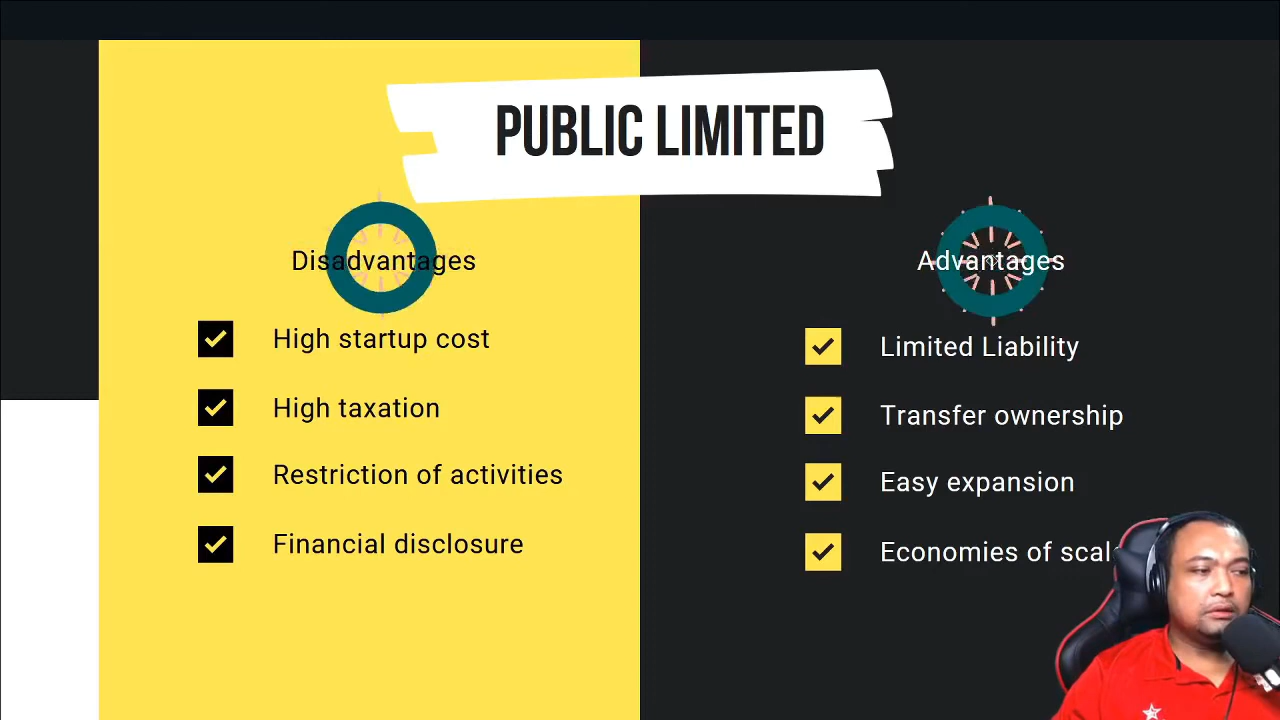 PUBLIC LIMITED
Disadvantages
High startup cost
High taxation
Restriction of activities
Financial disclosure
Advantages
Limited Liability
Transfer ownership
Easy expansion
Economies of scale